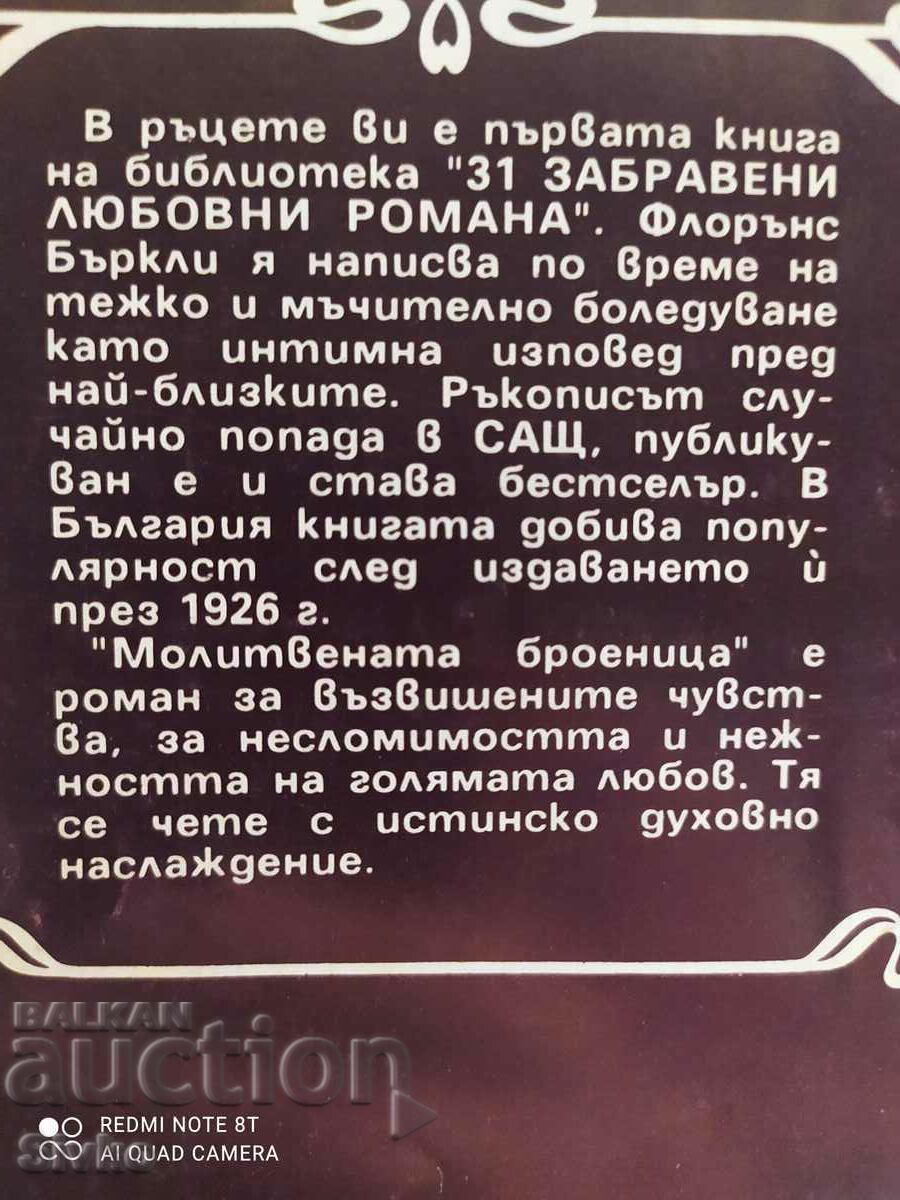 В ръцете ви е първата книга
на библиотека "31 ЗАБРАВЕНИ
ЛЮБОВНИ РОМАНА". Флорънс
Бъркли я написва по време на
тежко и мъчително боледуване
като интимна изповед пред
най-близките. Ръкописът слу-
чайно попада в САЩ, публику-
ван е и става бестселър. В
България книгата добива попу-
лярност след издаването ѝ
през 1926 г.
"Молитвената броеница" е
роман за възвишените чувст-
ва, за несломимостта и неж-
ността на голямата любов. Тя
се чете с истинско духовно
наслаждение.
BALKAN
auction
REDMI NOTE 8T
AI QUAD CAMERA